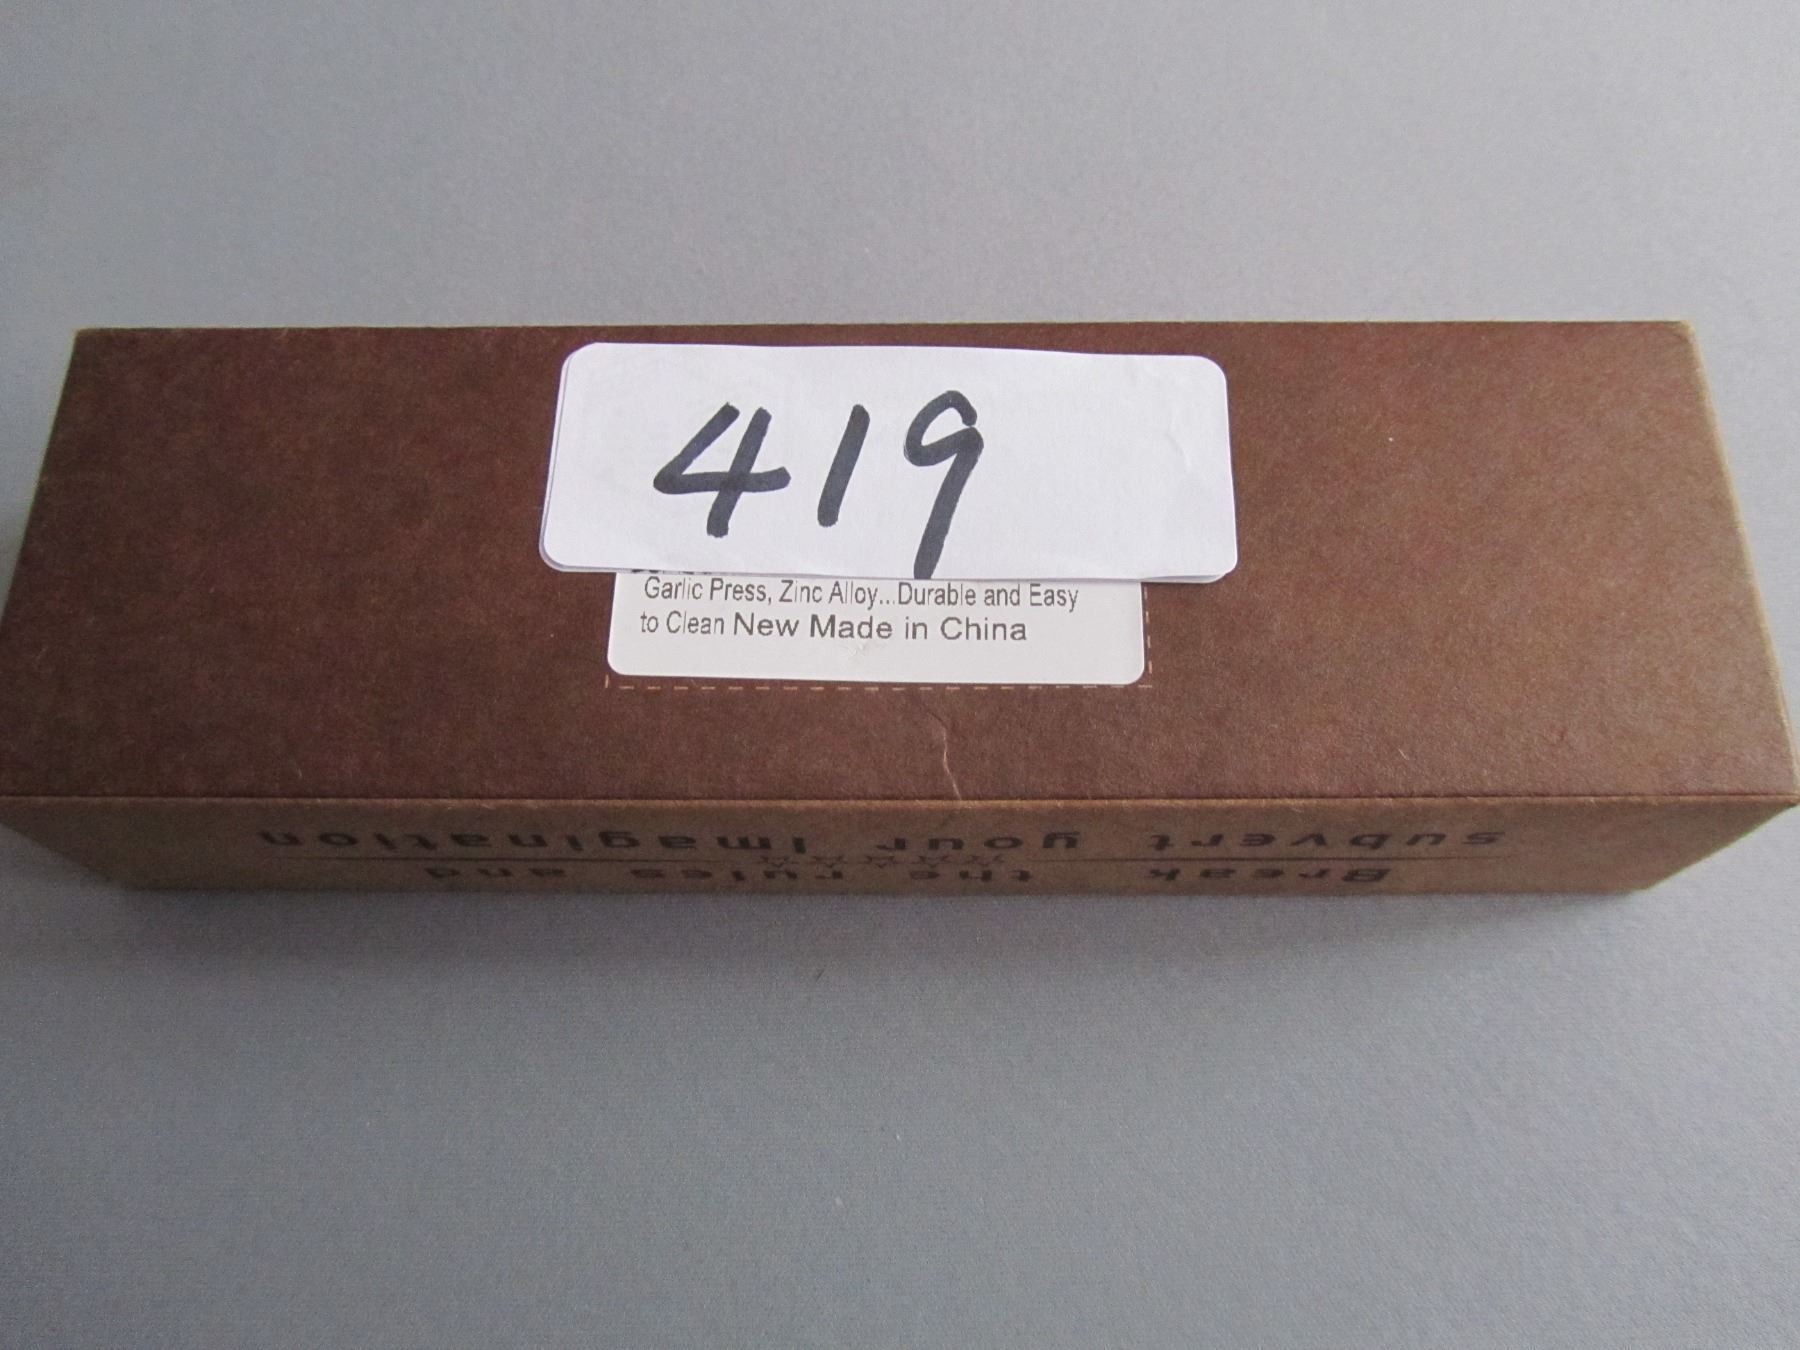 419
Garlic Press, Zinc Alloy...Durable and Easy
to Clean New Made in China
Break the rules and
subvert your imagination